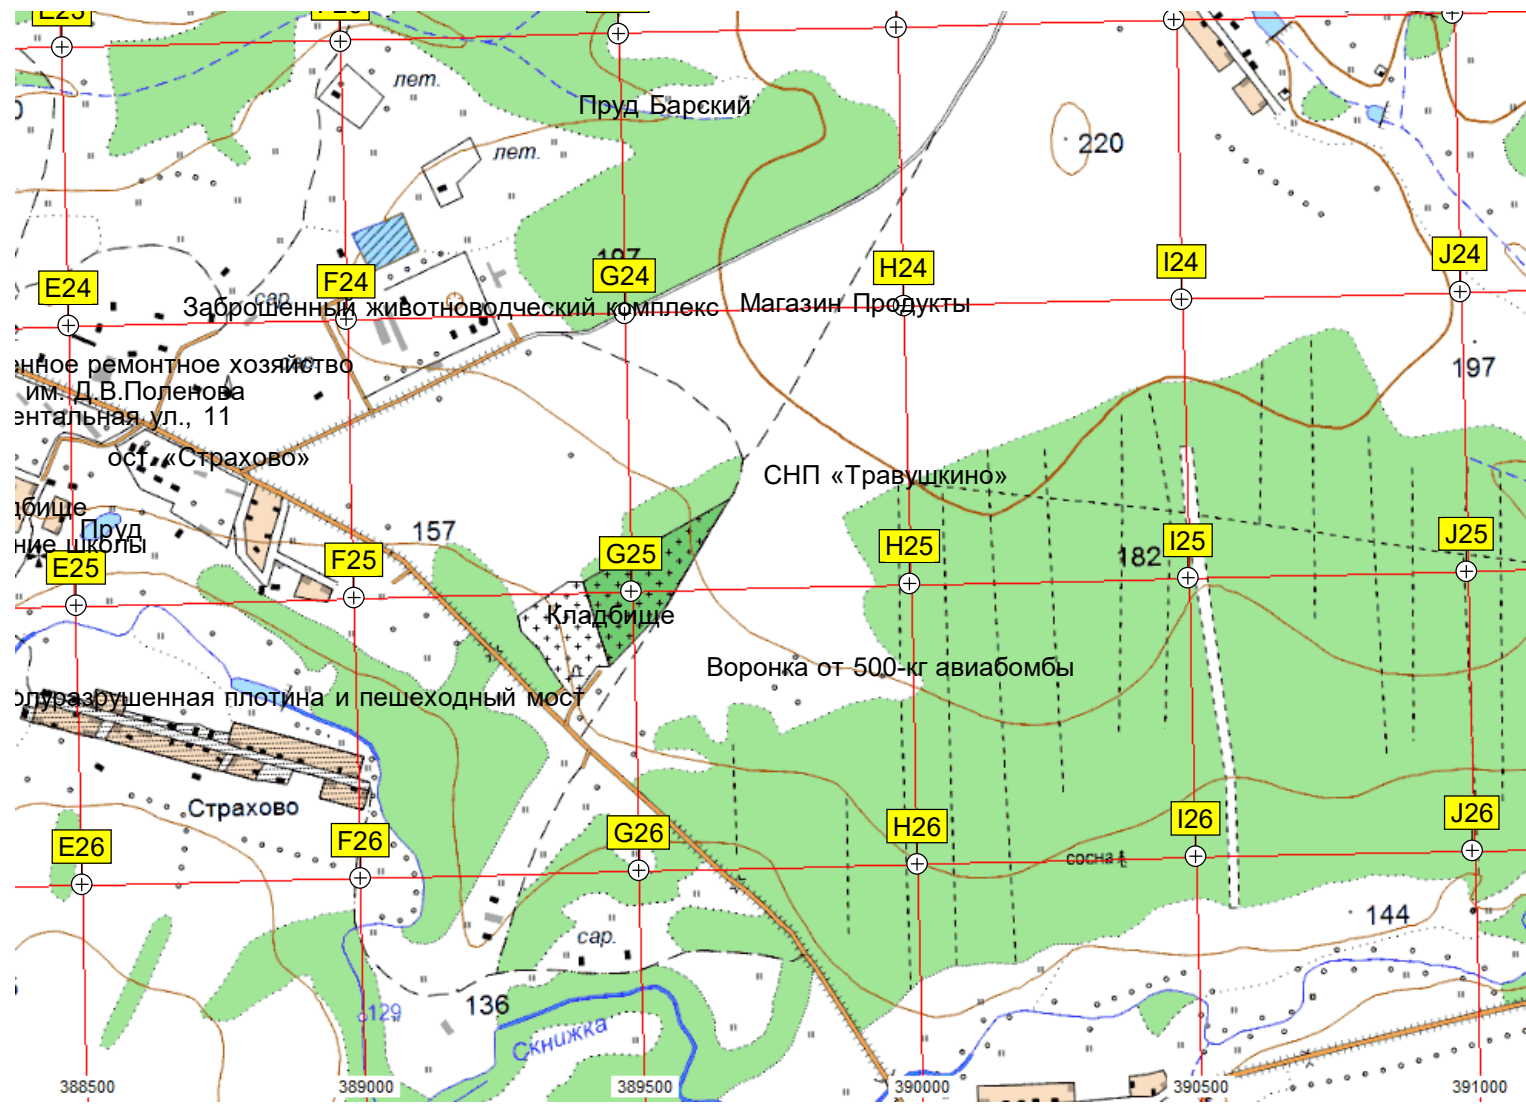 E23
лет.
Пруд Барский
220
лет.
197
E24
F24
G24
H24
I24
J24
сар.
Заброшенный животноводческий комплекс
Магазин Продукты
енное ремонтное хозяйство
сар.
им. Д.В.Поленова
197
ентальная ул., 11
ост. «Страхово»
СНП «Травушкино»
дбище
Пруд
157
ние школы
E25
F25
G25
H25
182
I25
J25
Кладбище
Воронка от 500-кг авиабомбы
олуразрушенная плотина и пешеходный мост
Страхово
E26
F26
G26
H26
I26
J26
сосна
сар.
144
136
129
Скнижка
388500
389000
389500
390000
390500
391000